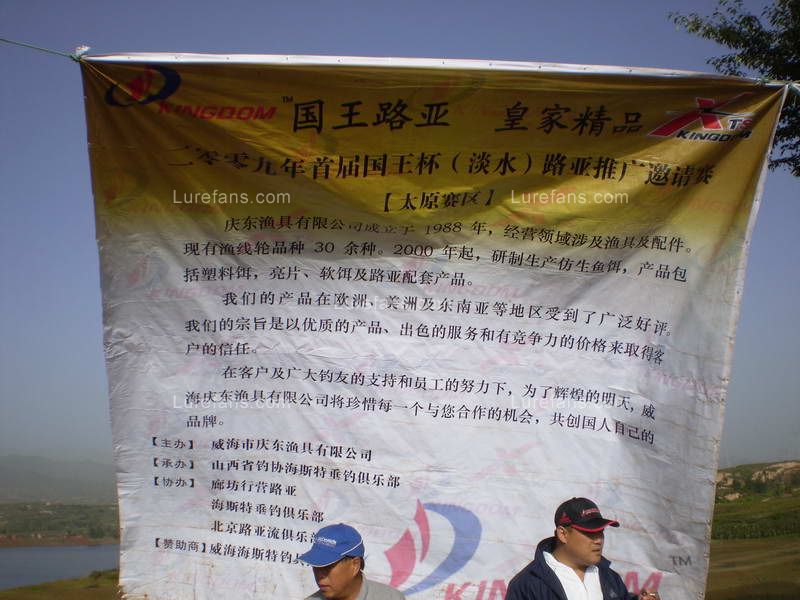 KINGDOM™ 国王路亚 皇家精品 XTS KINGDOM
二零零九年首届国王杯（淡水）路亚推广邀请赛
Lurefans.com Lurefans.com
【太原赛区】
庆东渔具有限公司成立于 1988 年，经营领域涉及渔具及配件。
现有渔线轮品种 30 余种。2000 年起，研制生产仿生鱼饵，产品包
括塑料饵，亮片、软饵及路亚配套产品。
我们的产品在欧洲、美洲及东南亚等地区受到了广泛好评。
Lurefans.com Lurefans.com
我们的宗旨是以优质的产品、出色的服务和有竞争力的价格来取得客
户的信任。
在客户及广大钓友的支持和员工的努力下，为了辉煌的明天，威
海庆东渔具有限公司将珍惜每一个与您合作的机会，共创国人自己的
Lurefans.com Lurefans.com
品牌。
【主办】 威海市庆东渔具有限公司
【承办】 山西省钓协海斯特垂钓俱乐部
【协办】 廊坊行营路亚
海斯特垂钓俱乐部
北京路亚流俱乐部
【赞助商】威海海斯特钓具
KINGDOM™